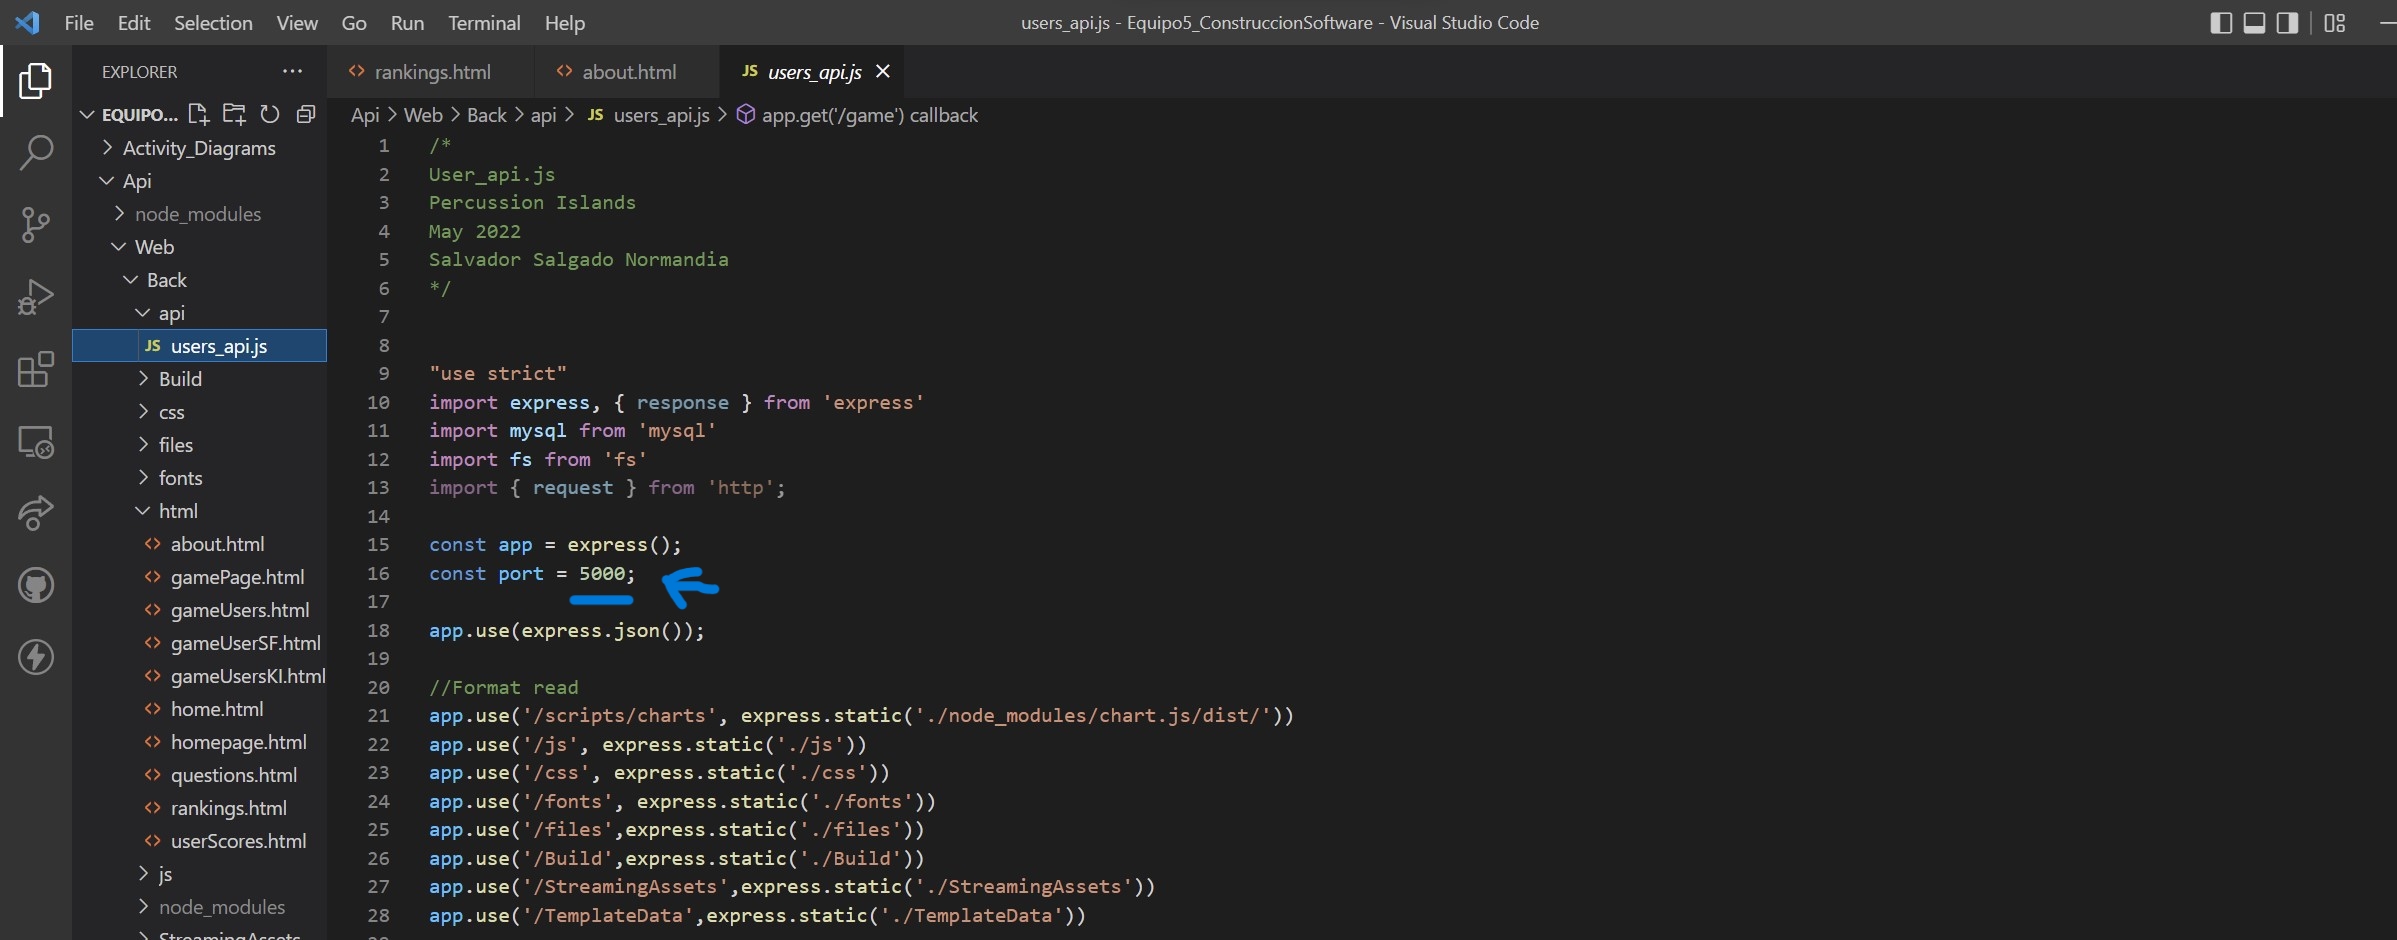 File Edit Selection View Go Run Terminal Help
users_api.js - Equipo5_ConstruccionSoftware - Visual Studio Code
EXPLORER ...
EQUIPO...
Activity_Diagrams
Api
node_modules
Web
Back
api
JS users_api.js
Build
css
files
fonts
html
<> about.html
<> gamePage.html
<> gameUsers.html
<> gameUserSF.html
<> gameUsersKI.html
<> home.html
<> homepage.html
<> questions.html
<> rankings.html
<> userScores.html
js
node_modules
StreamingAssets
<> rankings.html
<> about.html
JS users_api.js
Api > Web > Back > api > JS users_api.js > app.get('/game') callback
1 /*
2 User_api.js
3 Percussion Islands
4 May 2022
5 Salvador Salgado Normandia
6 */
7
8
9 "use strict"
10 import express, { response } from 'express'
11 import mysql from 'mysql'
12 import fs from 'fs'
13 import { request } from 'http';
14
15 const app = express();
16 const port = 5000;
17
18 app.use(express.json());
19
20 //Format read
21 app.use('/scripts/charts', express.static('./node_modules/chart.js/dist/'))
22 app.use('/js', express.static('./js'))
23 app.use('/css', express.static('./css'))
24 app.use('/fonts', express.static('./fonts'))
25 app.use('/files',express.static('./files'))
26 app.use('/Build',express.static('./Build'))
27 app.use('/StreamingAssets',express.static('./StreamingAssets'))
28 app.use('/TemplateData',express.static('./TemplateData'))